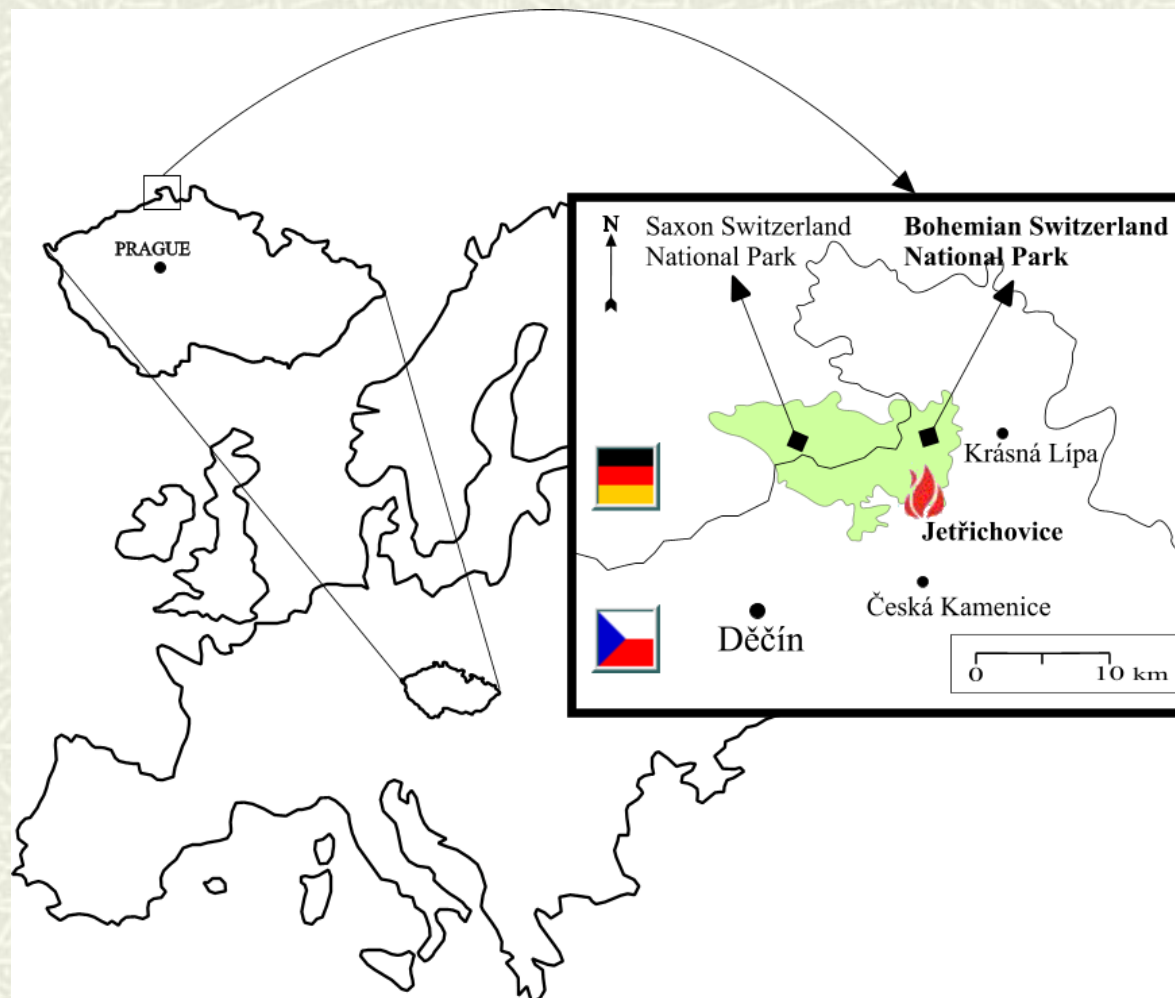 PRAGUE
N
Saxon Switzerland
National Park
Bohemian Switzerland
National Park
Krásná Lípa
Jetřichovice
Česká Kamenice
Děčín
0 10 km